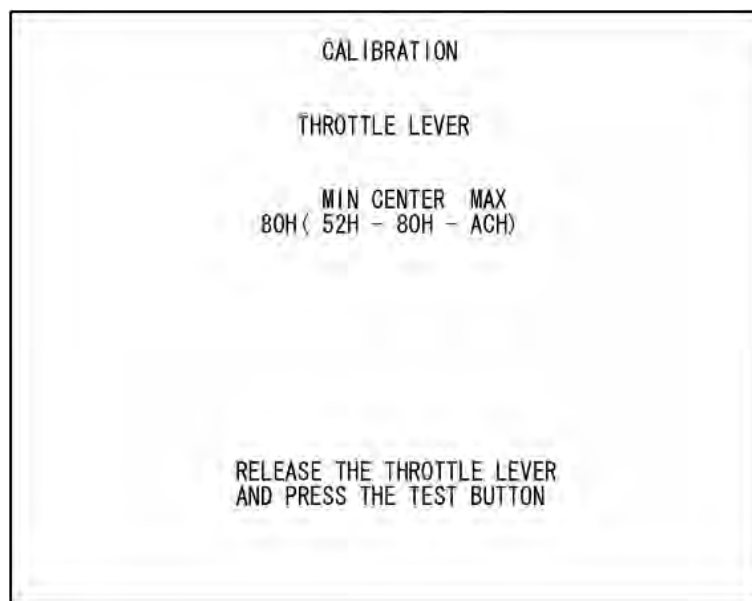 CALIBRATION
THROTTLE LEVER
MIN CENTER MAX
80H( 52H - 80H - ACH)
RELEASE THE THROTTLE LEVER
AND PRESS THE TEST BUTTON